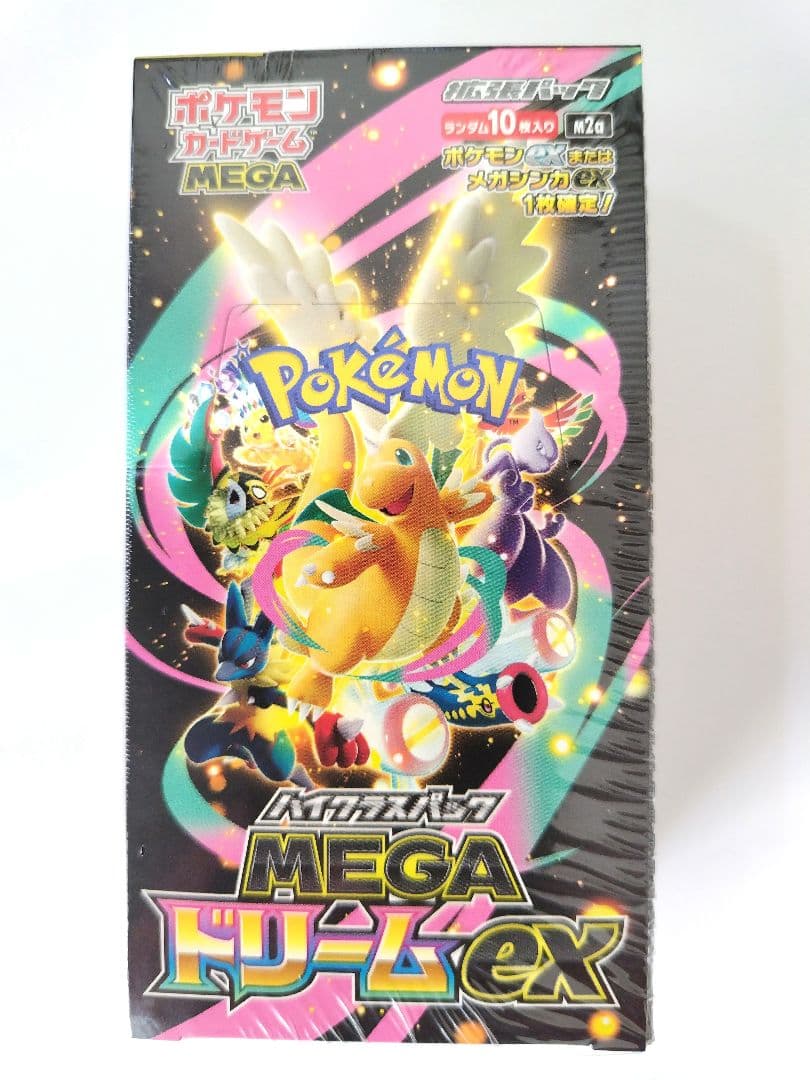 ポケモン
カードゲーム
MEGA
拡張パック
ランダム10枚入り M2a
ポケモンexまたは
メガシンカex
1枚確定!
POKéMON
TM
ハイクラスパック
MEGA
ドリームex